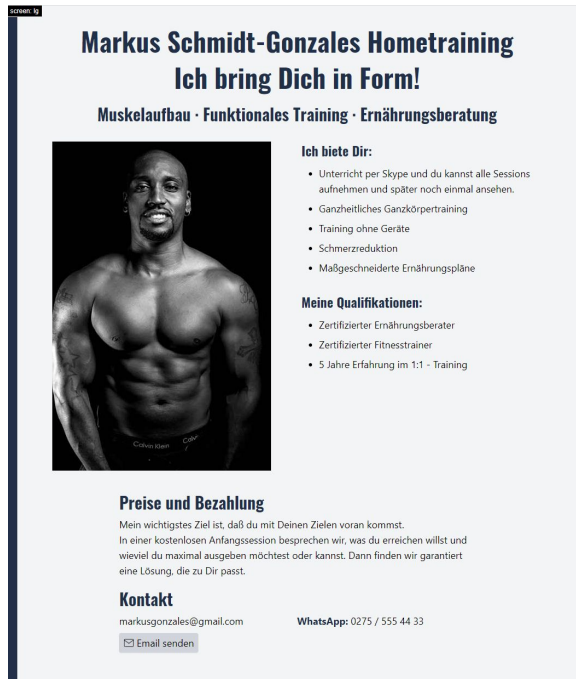 screen: lg
Markus Schmidt-Gonzales Hometraining
Ich bring Dich in Form!
Muskelaufbau · Funktionales Training · Ernährungsberatung
Ich biete Dir:
• Unterricht per Skype und du kannst alle Sessions
aufnehmen und später noch einmal ansehen.
• Ganzheitliches Ganzkörpertraining
• Training ohne Geräte
• Schmerzreduktion
• Maßgeschneiderte Ernährungspläne
Meine Qualifikationen:
• Zertifizierter Ernährungsberater
• Zertifizierter Fitnesstrainer
• 5 Jahre Erfahrung im 1:1 - Training
Calvin Klein Calv
Preise und Bezahlung
Mein wichtigstes Ziel ist, daß du mit Deinen Zielen voran kommst.
In einer kostenlosen Anfangssession besprechen wir, was du erreichen willst und
wieviel du maximal ausgeben möchtest oder kannst. Dann finden wir garantiert
eine Lösung, die zu Dir passt.
Kontakt
markusgonzales@gmail.com WhatsApp: 0275 / 555 44 33
Email senden